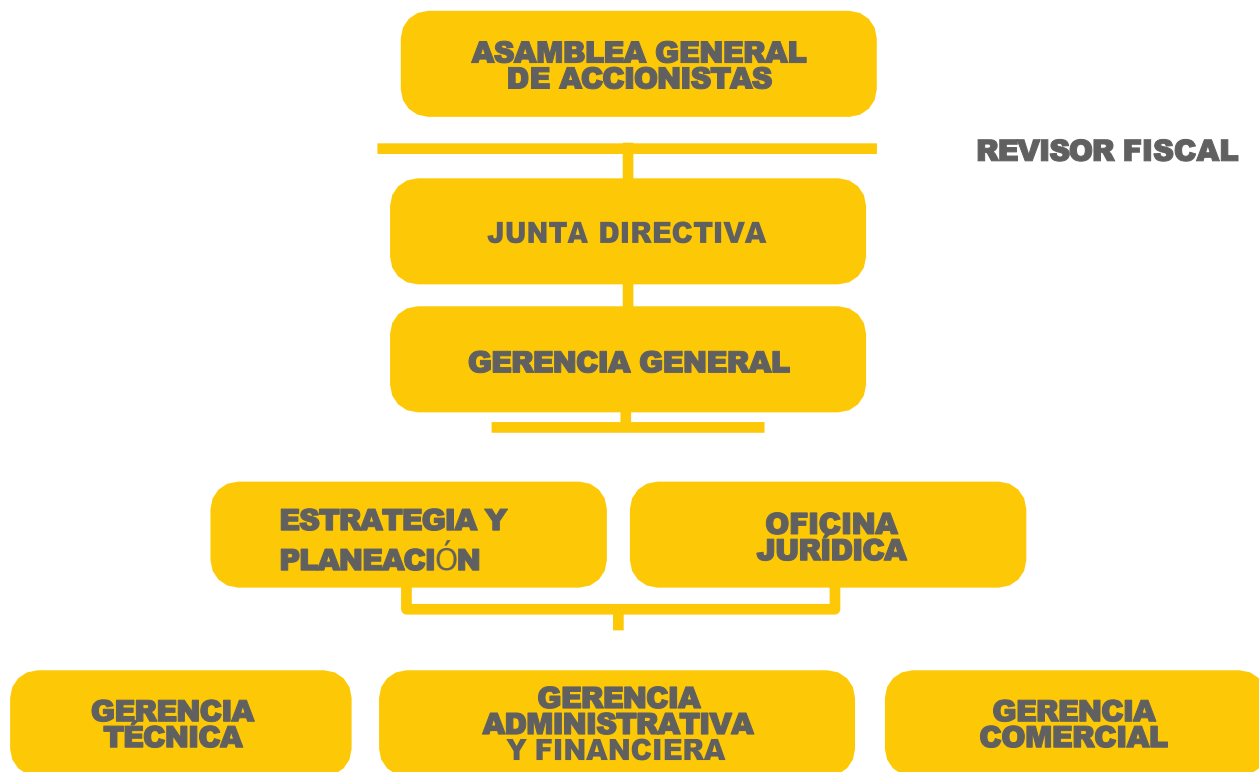 ASAMBLEA GENERAL
DE ACCIONISTAS
REVISOR FISCAL
JUNTA DIRECTIVA
GERENCIA GENERAL
ESTRATEGIA Y
PLANEACIÓN
OFICINA
JURÍDICA
GERENCIA
TÉCNICA
GERENCIA
ADMINISTRATIVA
Y FINANCIERA
GERENCIA
COMERCIAL